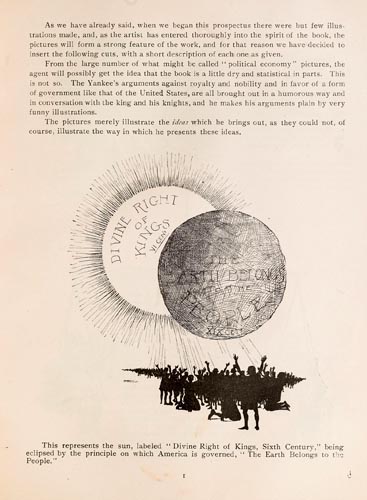 As we have already said, when we began this prospectus there were but few illus-
trations made, and, as the artist has entered thoroughly into the spirit of the book, the
pictures will form a strong feature of the work, and for that reason we have decided to
insert the following cuts, with a short description of each one as given.
From the large number of what might be called "political economy" pictures, the
agent will possibly get the idea that the book is a little dry and statistical in parts. This
is not so. The Yankee's arguments against royalty and nobility and in favor of a form
of government like that of the United States, are all brought out in a humorous way and
in conversation with the king and his knights, and he makes his arguments plain by very
funny illustrations.
The pictures merely illustrate the ideas which he brings out, as they could not, of
course, illustrate the way in which he presents these ideas.
DIVINE RIGHT
OF
KINGS
VI CENT
THE
EARTH BELONGS
TO THE
PEOPLE
This represents the sun, labeled "Divine Right of Kings, Sixth Century," being
eclipsed by the principle on which America is governed, "The Earth Belongs to the
People."
1